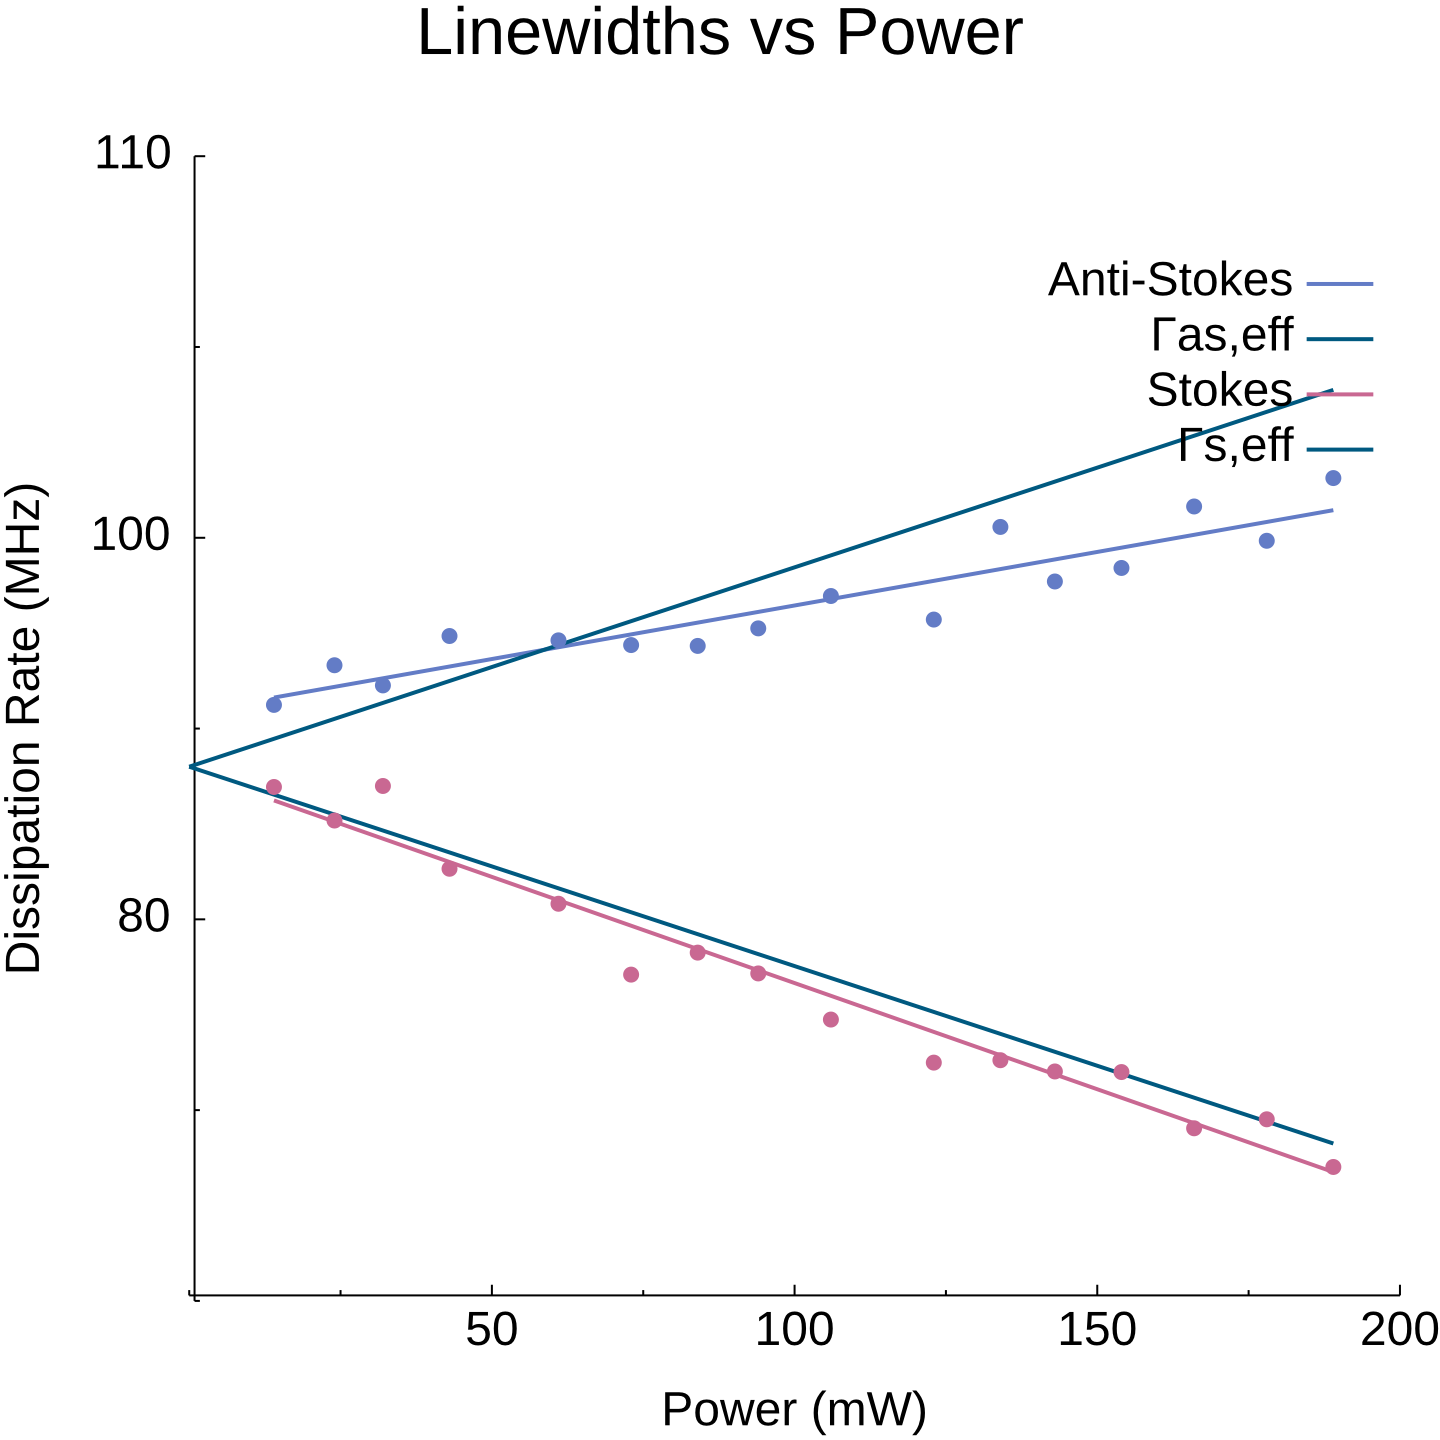 Linewidths vs Power
110
100
80
Dissipation Rate (MHz)
Anti-Stokes
Γas,eff
Stokes
Γs,eff
50
100
150
200
Power (mW)